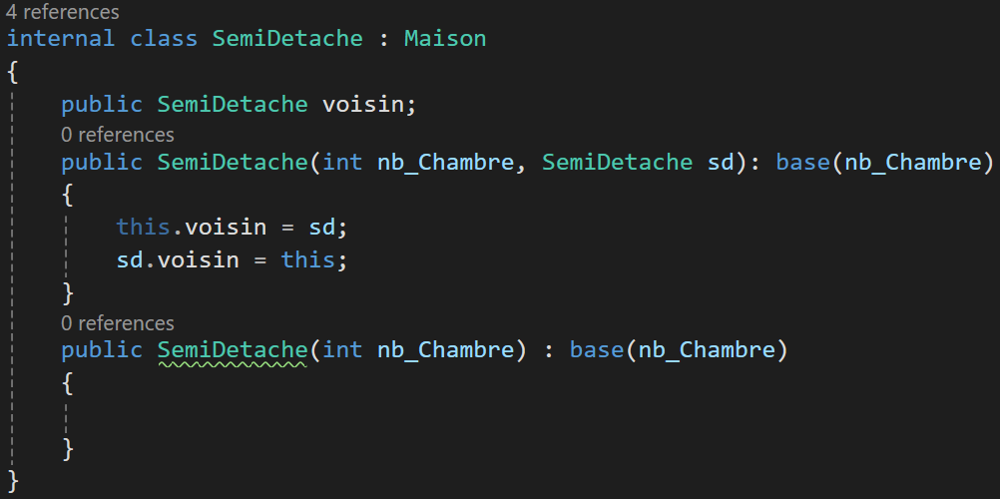 4 references
internal class SemiDetache : Maison
{
    public SemiDetache voisin;
    0 references
    public SemiDetache(int nb_Chambre, SemiDetache sd): base(nb_Chambre)
    {
        this.voisin = sd;
        sd.voisin = this;
    }
    0 references
    public SemiDetache(int nb_Chambre) : base(nb_Chambre)
    {
    }
}